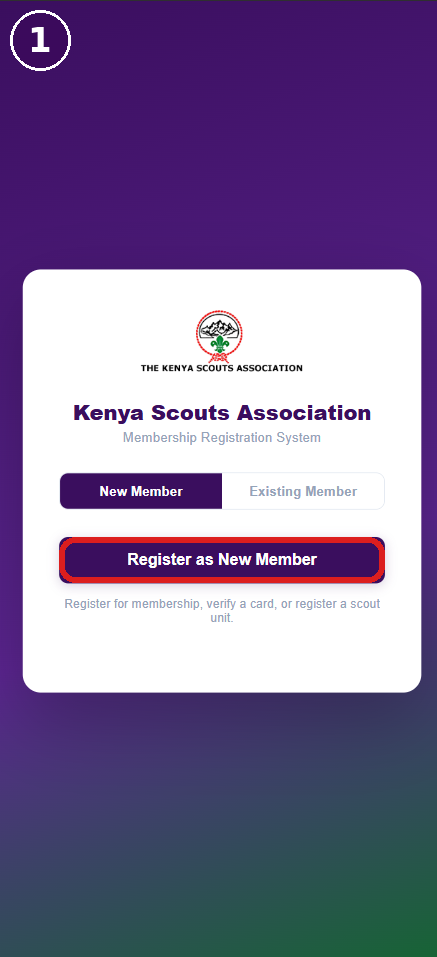 1
THE KENYA SCOUTS ASSOCIATION
Kenya Scouts Association
Membership Registration System
New Member
Existing Member
Register as New Member
Register for membership, verify a card, or register a scout
unit.